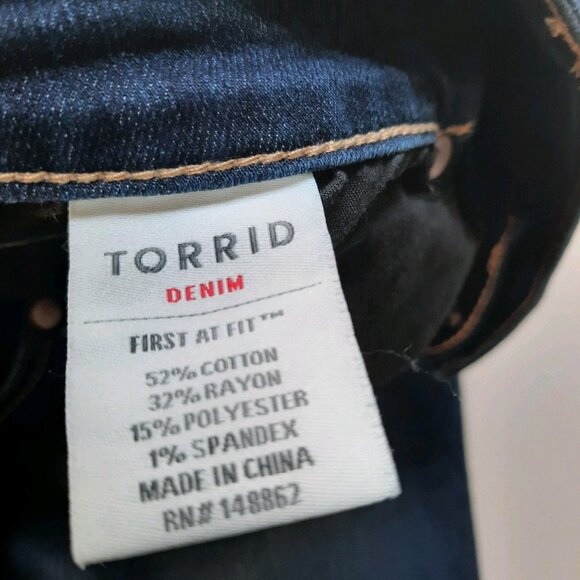 TORRID
DENIM
FIRST AT FIT™
52% COTTON
32% RAYON
15% POLYESTER
1% SPANDEX
MADE IN CHINA
RN# 148862